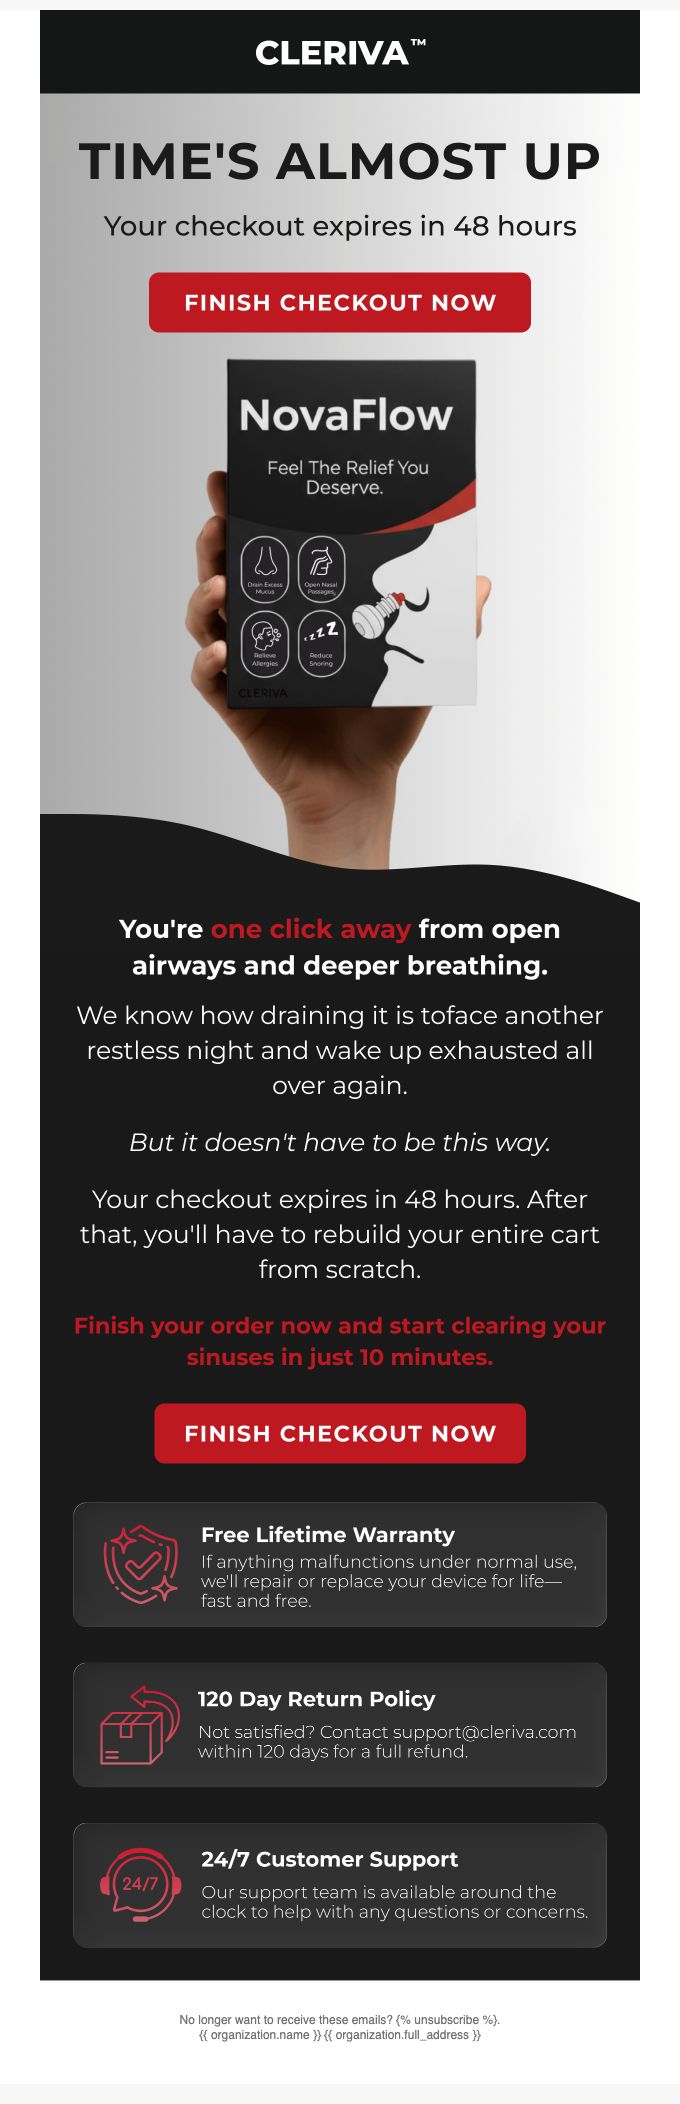 CLERIVA™
TIME'S ALMOST UP
Your checkout expires in 48 hours
FINISH CHECKOUT NOW
NovaFlow
Feel The Relief You
Deserve.
Drain Excess
Mucus
Open Nasal
Passages,
Relieve
Allergies
zzzZ
Reduce
Snoring
CLERIVA
You're one click away from open
airways and deeper breathing.
We know how draining it is toface another
restless night and wake up exhausted all
over again.
But it doesn't have to be this way.
Your checkout expires in 48 hours. After
that, you'll have to rebuild your entire cart
from scratch.
Finish your order now and start clearing your
sinuses in just 10 minutes.
FINISH CHECKOUT NOW
Free Lifetime Warranty
If anything malfunctions under normal use,
we'll repair or replace your device for life—
fast and free.
120 Day Return Policy
Not satisfied? Contact support@cleriva.com
within 120 days for a full refund.
24/7
24/7 Customer Support
Our support team is available around the
clock to help with any questions or concerns.
No longer want to receive these emails? {% unsubscribe %}.
{{ organization.name }} {{ organization.full_address }}